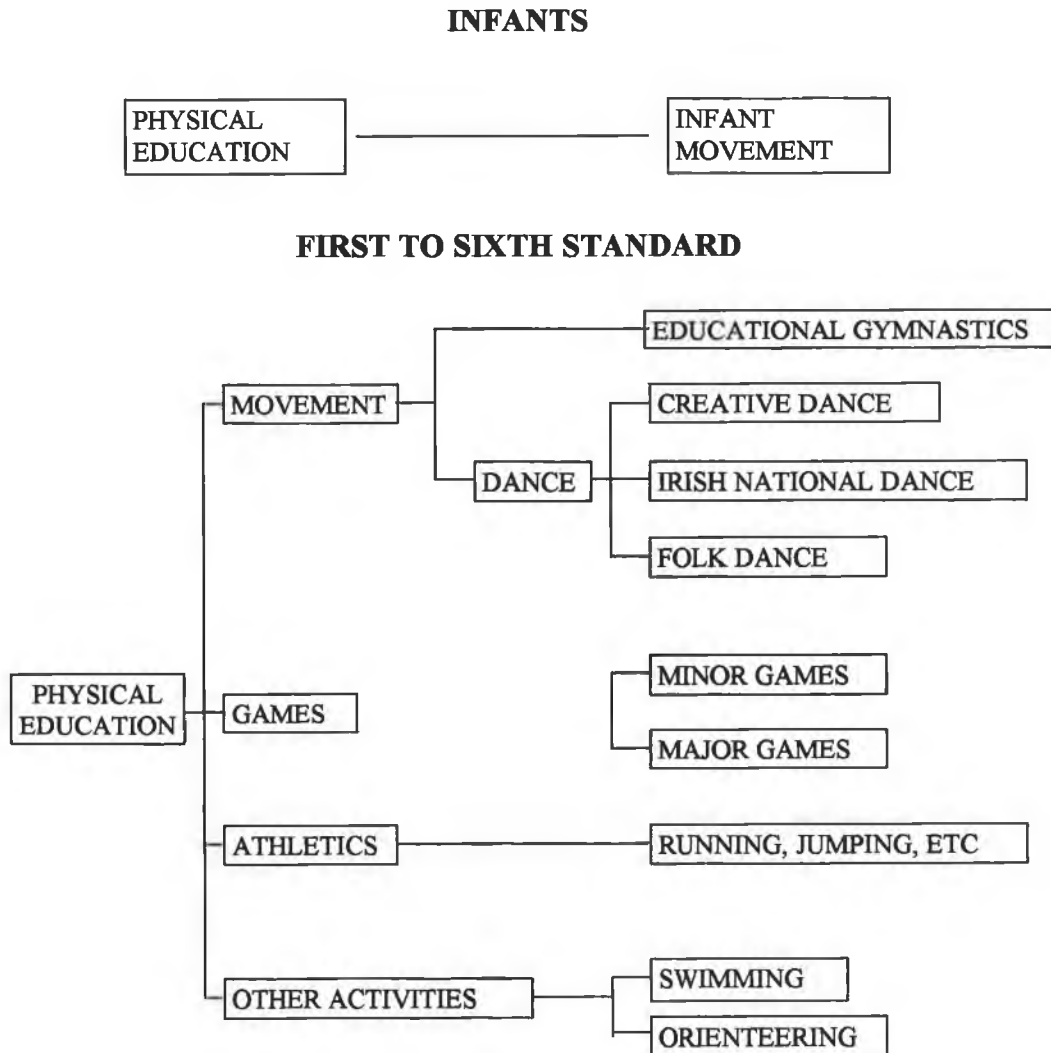 INFANTS
PHYSICAL
EDUCATION
INFANT
MOVEMENT
FIRST TO SIXTH STANDARD
EDUCATIONAL GYMNASTICS
MOVEMENT
CREATIVE DANCE
DANCE
IRISH NATIONAL DANCE
FOLK DANCE
PHYSICAL
EDUCATION
GAMES
MINOR GAMES
MAJOR GAMES
ATHLETICS
RUNNING, JUMPING, ETC
OTHER ACTIVITIES
SWIMMING
ORIENTEERING